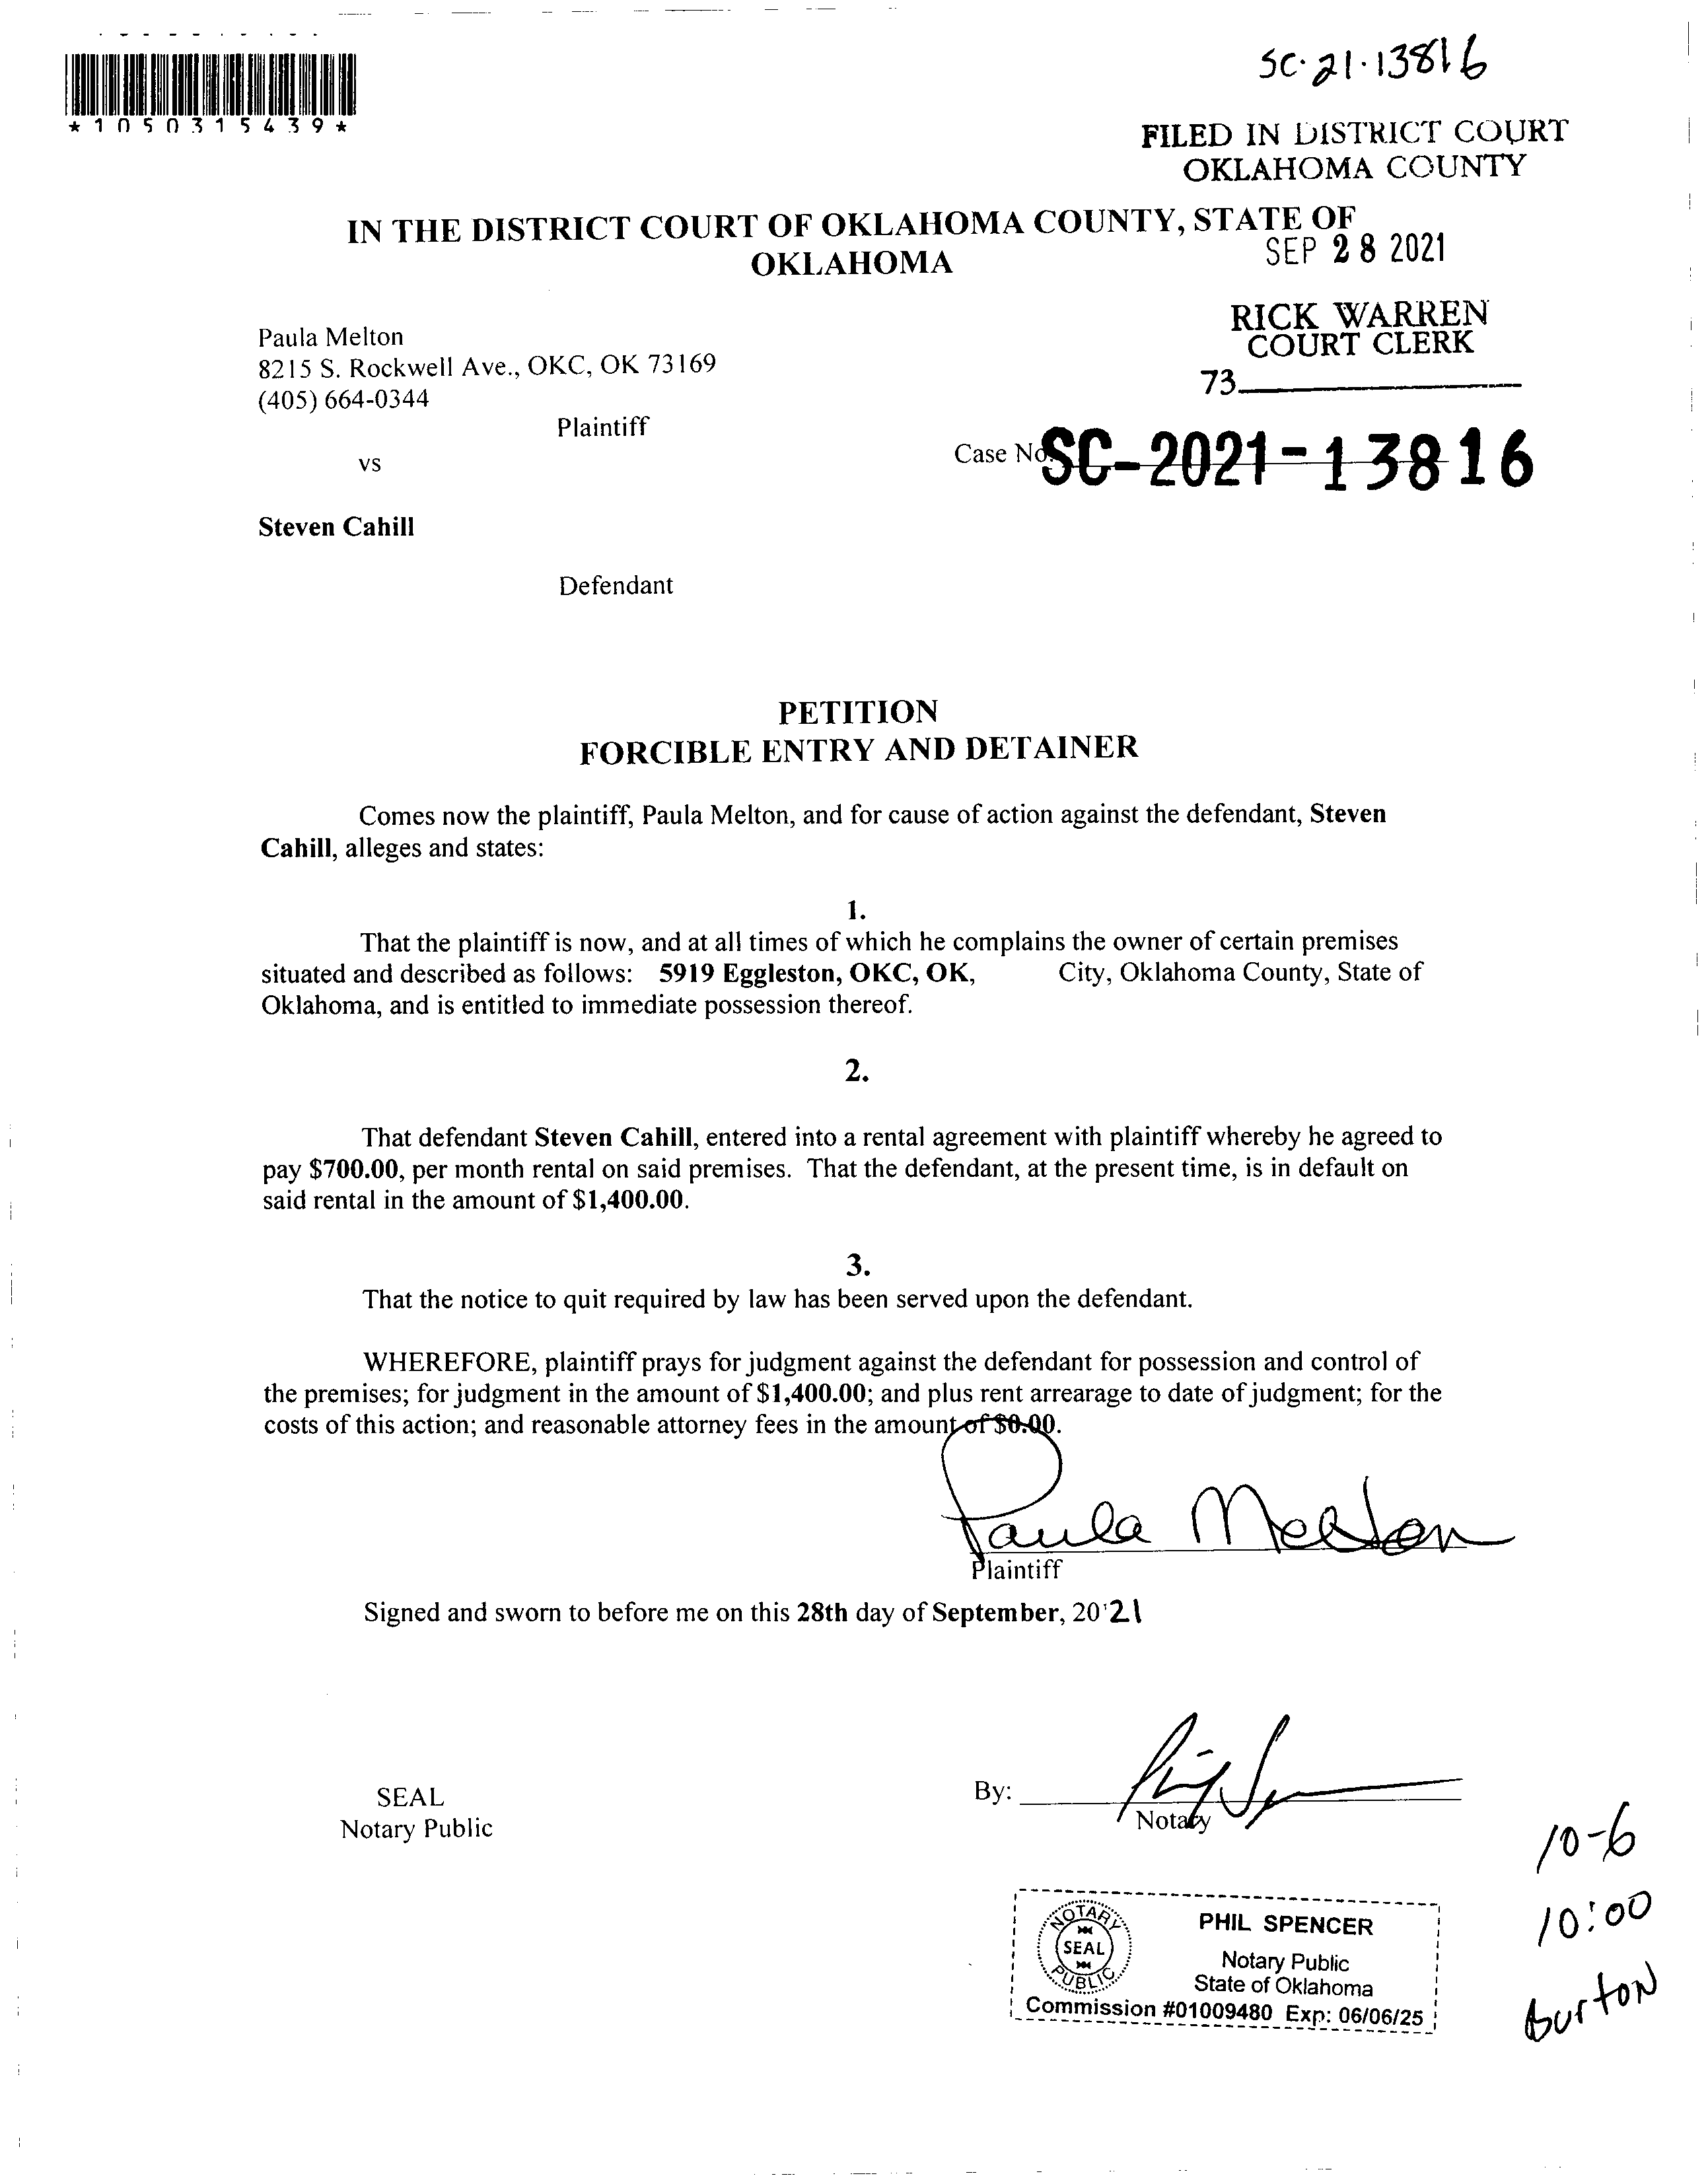 SC-21-13816
*1050315439*
FILED IN DISTRICT COURT
OKLAHOMA COUNTY
IN THE DISTRICT COURT OF OKLAHOMA COUNTY, STATE OF
OKLAHOMA
SEP 28 2021
RICK WARREN
COURT CLERK
73
Paula Melton
8215 S. Rockwell Ave., OKC, OK 73169
(405) 664-0344
Plaintiff
vs
Case No. SC-2021-13816
Steven Cahill
Defendant
PETITION
FORCIBLE ENTRY AND DETAINER
Comes now the plaintiff, Paula Melton, and for cause of action against the defendant, Steven
Cahill, alleges and states:
1.
That the plaintiff is now, and at all times of which he complains the owner of certain premises
situated and described as follows: 5919 Eggleston, OKC, OK, City, Oklahoma County, State of
Oklahoma, and is entitled to immediate possession thereof.
2.
That defendant Steven Cahill, entered into a rental agreement with plaintiff whereby he agreed to
pay $700.00, per month rental on said premises. That the defendant, at the present time, is in default on
said rental in the amount of $1,400.00.
3.
That the notice to quit required by law has been served upon the defendant.
WHEREFORE, plaintiff prays for judgment against the defendant for possession and control of
the premises; for judgment in the amount of $1,400.00; and plus rent arrearage to date of judgment; for the
costs of this action; and reasonable attorney fees in the amount of $0.00.
Paula Melton
Plaintiff
Signed and sworn to before me on this 28th day of September, 2021
SEAL
Notary Public
By:
Notary
NOTARY PUBLIC
SEAL
PHIL SPENCER
Notary Public
State of Oklahoma
Commission #01009480 Exp: 06/06/25
10-6
10:00
Burton